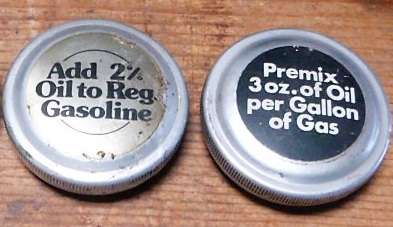 Add 2%
Oil to Reg.
Gasoline
Premix
3 oz. of Oil
per Gallon
of Gas